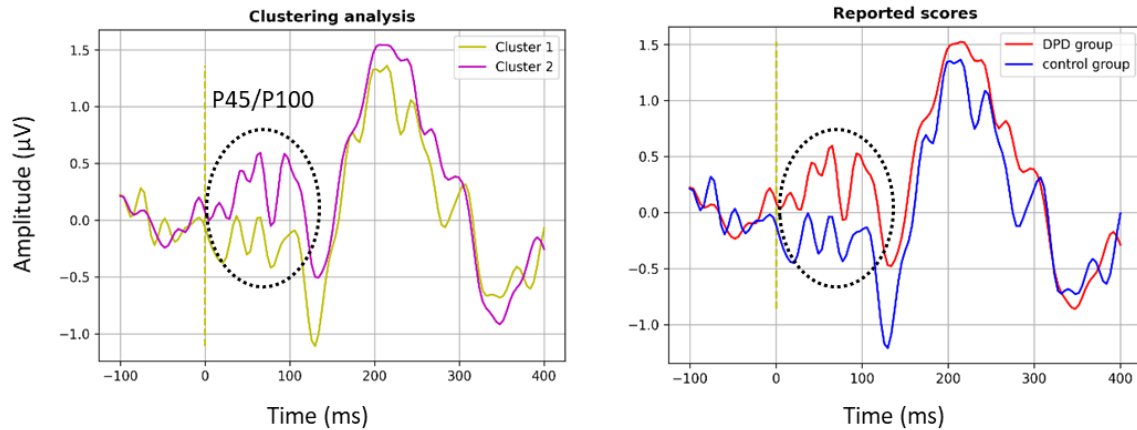 Clustering analysis
Cluster 1
Cluster 2
P45/P100
1.5
1.0
0.5
0.0
−0.5
−1.0
Amplitude (μV)
−100
0
100
200
300
400
Time (ms)
Reported scores
DPD group
control group
1.5
1.0
0.5
0.0
−0.5
−1.0
−100
0
100
200
300
400
Time (ms)